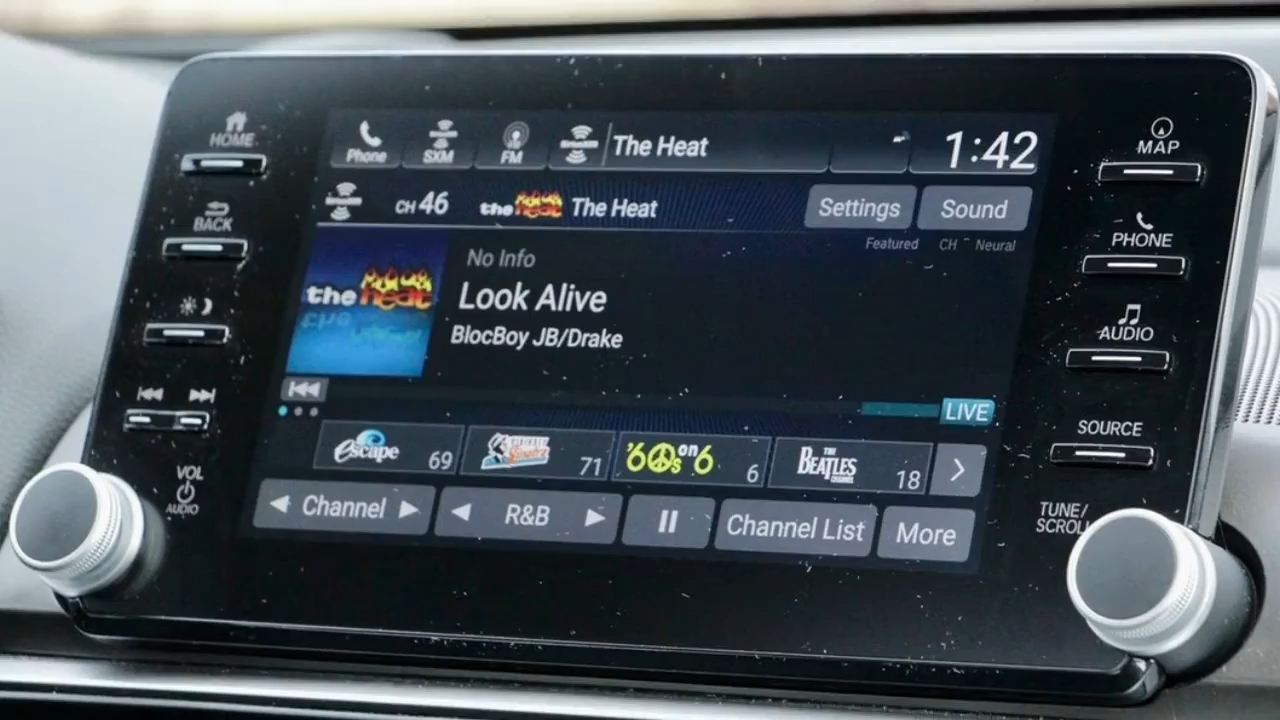 HOME
BACK
VOL
AUDIO
Phone
SXM
FM
The Heat
1:42
CH 46
the heat
The Heat
Settings
Sound
Featured CH Neural
the heat
No Info
Look Alive
BlocBoy JB/Drake
LIVE
Escape 69
71
'60s on 6 6
THE BEATLES CHANNEL 18
Channel
R&B
Channel List
More
MAP
PHONE
AUDIO
SOURCE
TUNE/
SCROLL